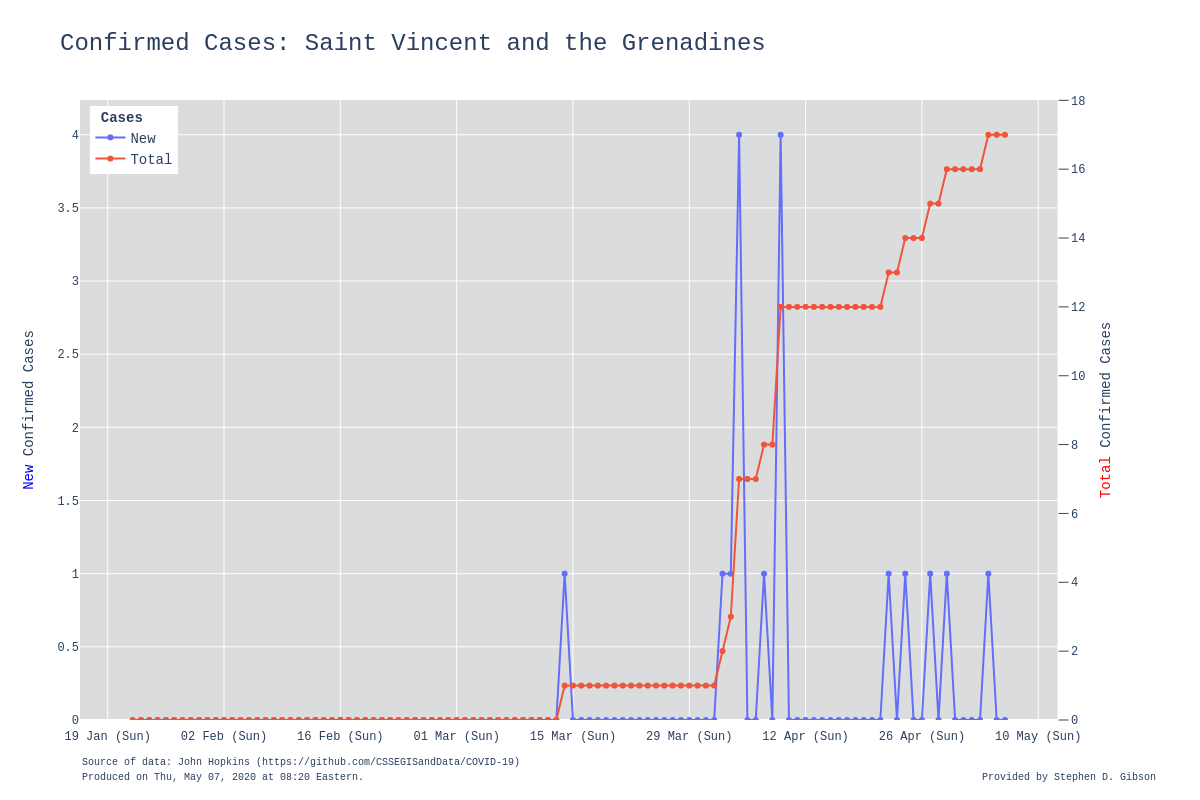 Confirmed Cases: Saint Vincent and the Grenadines
Cases
New
Total
4
3.5
3
2.5
2
1.5
1
0.5
0
New Confirmed Cases
18
16
14
12
10
8
6
4
2
0
Total Confirmed Cases
19 Jan (Sun) 02 Feb (Sun) 16 Feb (Sun) 01 Mar (Sun) 15 Mar (Sun) 29 Mar (Sun) 12 Apr (Sun) 26 Apr (Sun) 10 May (Sun)
Source of data: John Hopkins (https://github.com/CSSEGISandData/COVID-19)
Produced on Thu, May 07, 2020 at 08:20 Eastern.
Provided by Stephen D. Gibson